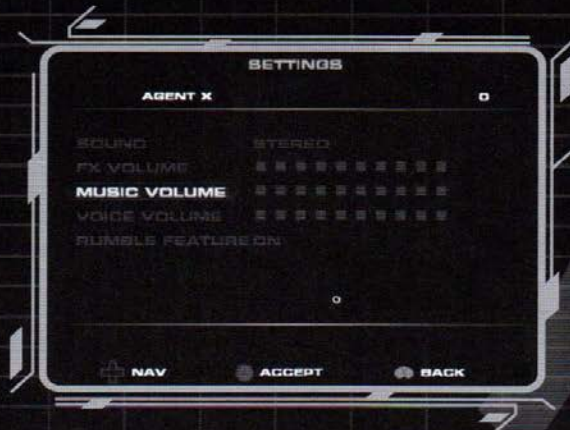 SETTINGS
AGENT X 0
SOUND STEREO
FX VOLUME
MUSIC VOLUME
VOICE VOLUME
RUMBLE FEATURE ON
0
NAV ACCEPT BACK